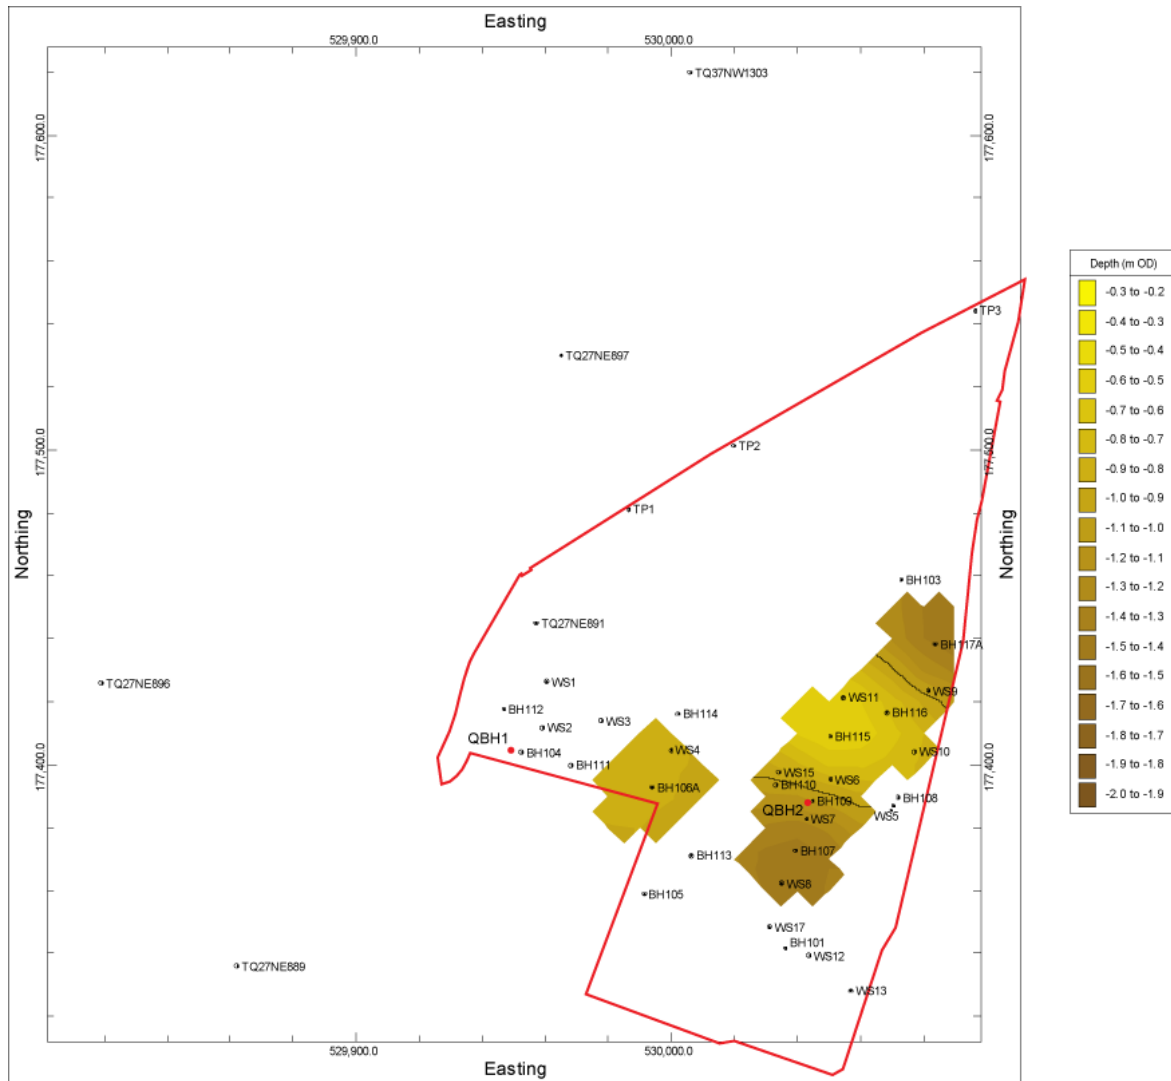 Easting
529,900.0
530,000.0
TQ37NW1303
177,600.0
177,600.0
Depth (m OD)
-0.3 to -0.2
-0.4 to -0.3
-0.5 to -0.4
-0.6 to -0.5
-0.7 to -0.6
-0.8 to -0.7
-0.9 to -0.8
-1.0 to -0.9
-1.1 to -1.0
-1.2 to -1.1
-1.3 to -1.2
-1.4 to -1.3
-1.5 to -1.4
-1.6 to -1.5
-1.7 to -1.6
-1.8 to -1.7
-1.9 to -1.8
-2.0 to -1.9
TP3
TQ27NE897
TP2
177,500.0
177,500.0
TP1
Northing
Northing
BH103
TQ27NE891
BH117A
TQ27NE896
WS1
WS9
WS11
BH112
BH114
BH116
WS3
WS2
QBH1
BH115
BH104
WS4
WS10
177,400.0
177,400.0
BH111
WS15
WS6
BH110
BH106A
BH108
BH109
QBH2
WS5
WS7
BH107
BH113
WS8
BH105
WS17
BH101
WS12
TQ27NE889
WS13
529,900.0
530,000.0
Easting